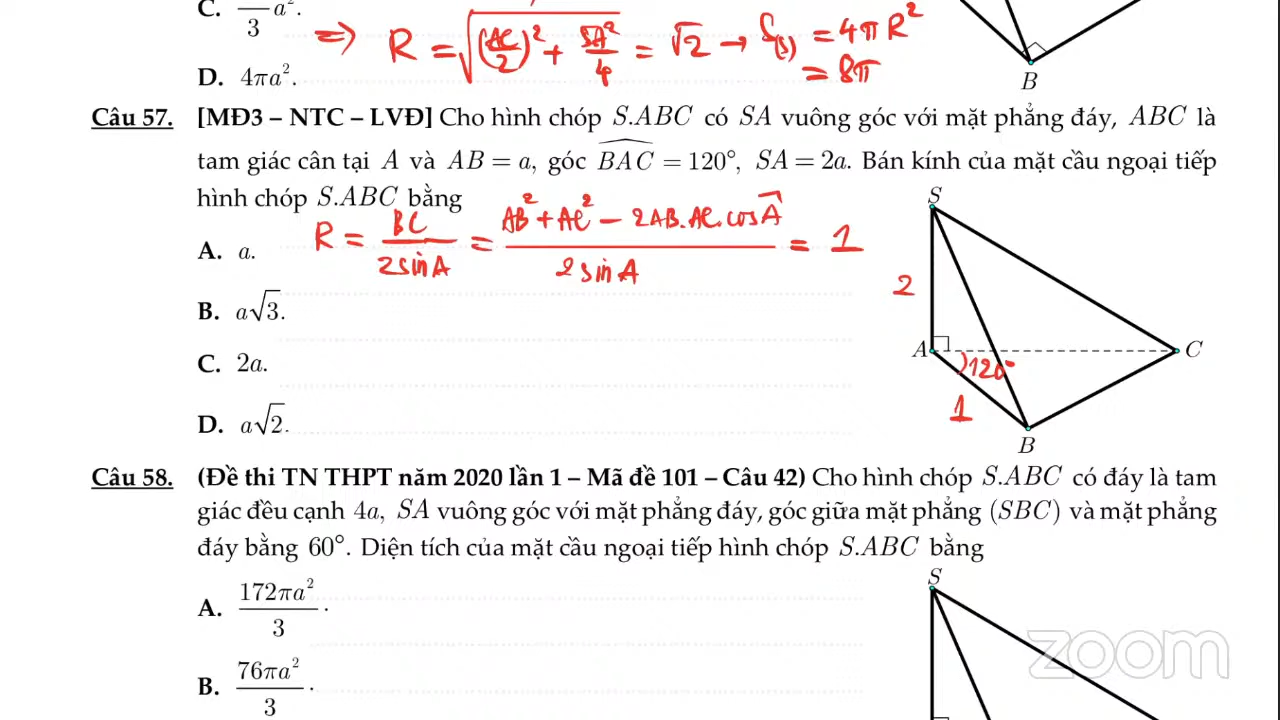 C. —/3 a².
⇒ R = √((AC/2)² + SA²/4) = √2 → S(s) = 4πR²
= 8π
D. 4πa².
B
Câu 57. [MĐ3 – NTC – LVĐ] Cho hình chóp S.ABC có SA vuông góc với mặt phẳng đáy, ABC là
tam giác cân tại A và AB = a, góc BAC = 120°, SA = 2a. Bán kính của mặt cầu ngoại tiếp
hình chóp S.ABC bằng
R = BC/2sinA = (AB² + AC² – 2AB.AC.cosA)/2sinA = 1
A. a.
B. a√3.
C. 2a.
D. a√2.
S
2
A
C
120°
1
B
Câu 58. (Đề thi TN THPT năm 2020 lần 1 – Mã đề 101 – Câu 42) Cho hình chóp S.ABC có đáy là tam
giác đều cạnh 4a, SA vuông góc với mặt phẳng đáy, góc giữa mặt phẳng (SBC) và mặt phẳng
đáy bằng 60°. Diện tích của mặt cầu ngoại tiếp hình chóp S.ABC bằng
A. 172πa²/3.
B. 76πa²/3.
S
zoom